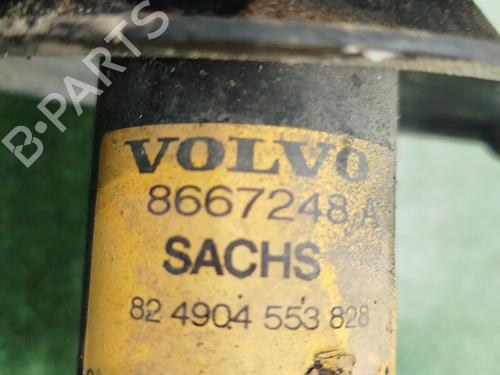 B-PARTS
VOLVO
8667248 A
SACHS
82 4904 553 828